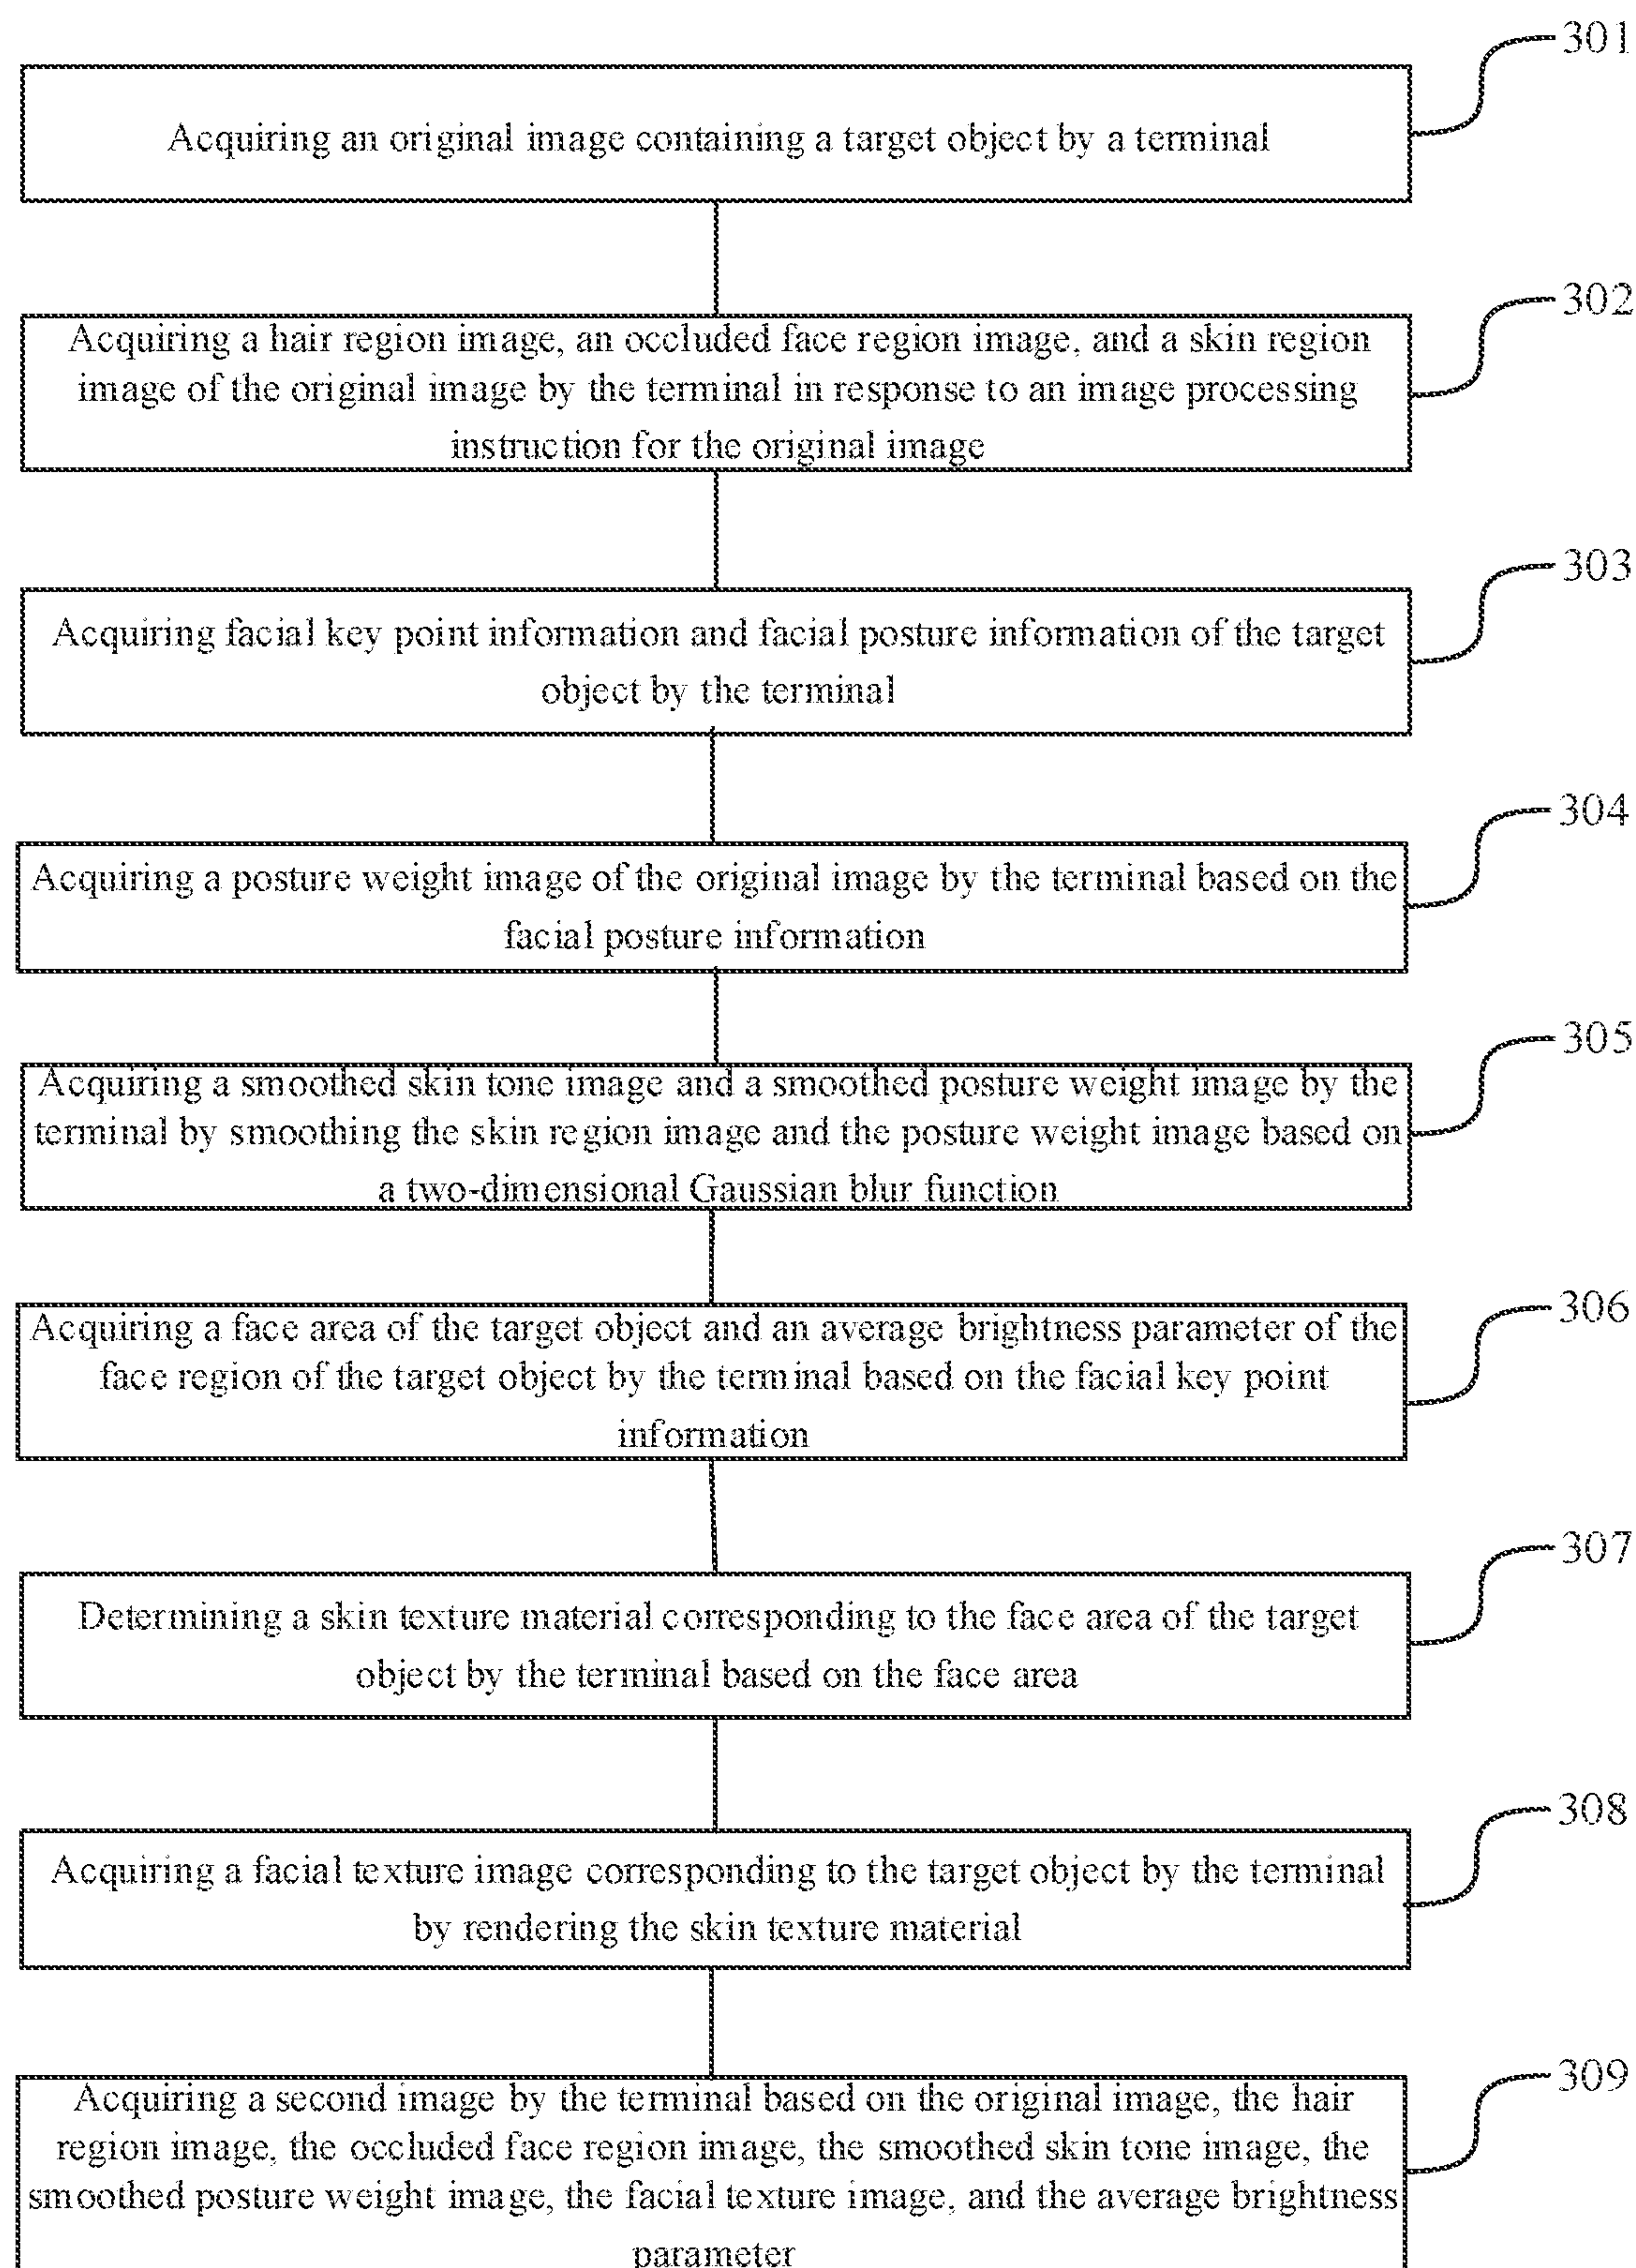 301
Acquiring an original image containing a target object by a terminal
302
Acquiring a hair region image, an occluded face region image, and a skin region
image of the original image by the terminal in response to an image processing
instruction for the original image
303
Acquiring facial key point information and facial posture information of the target
object by the terminal
304
Acquiring a posture weight image of the original image by the terminal based on the
facial posture information
305
Acquiring a smoothed skin tone image and a smoothed posture weight image by the
terminal by smoothing the skin region image and the posture weight image based on
a two-dimensional Gaussian blur function
306
Acquiring a face area of the target object and an average brightness parameter of the
face region of the target object by the terminal based on the facial key point
information
307
Determining a skin texture material corresponding to the face area of the target
object by the terminal based on the face area
308
Acquiring a facial texture image corresponding to the target object by the terminal
by rendering the skin texture material
309
Acquiring a second image by the terminal based on the original image, the hair
region image, the occluded face region image, the smoothed skin tone image, the
smoothed posture weight image, the facial texture image, and the average brightness
parameter